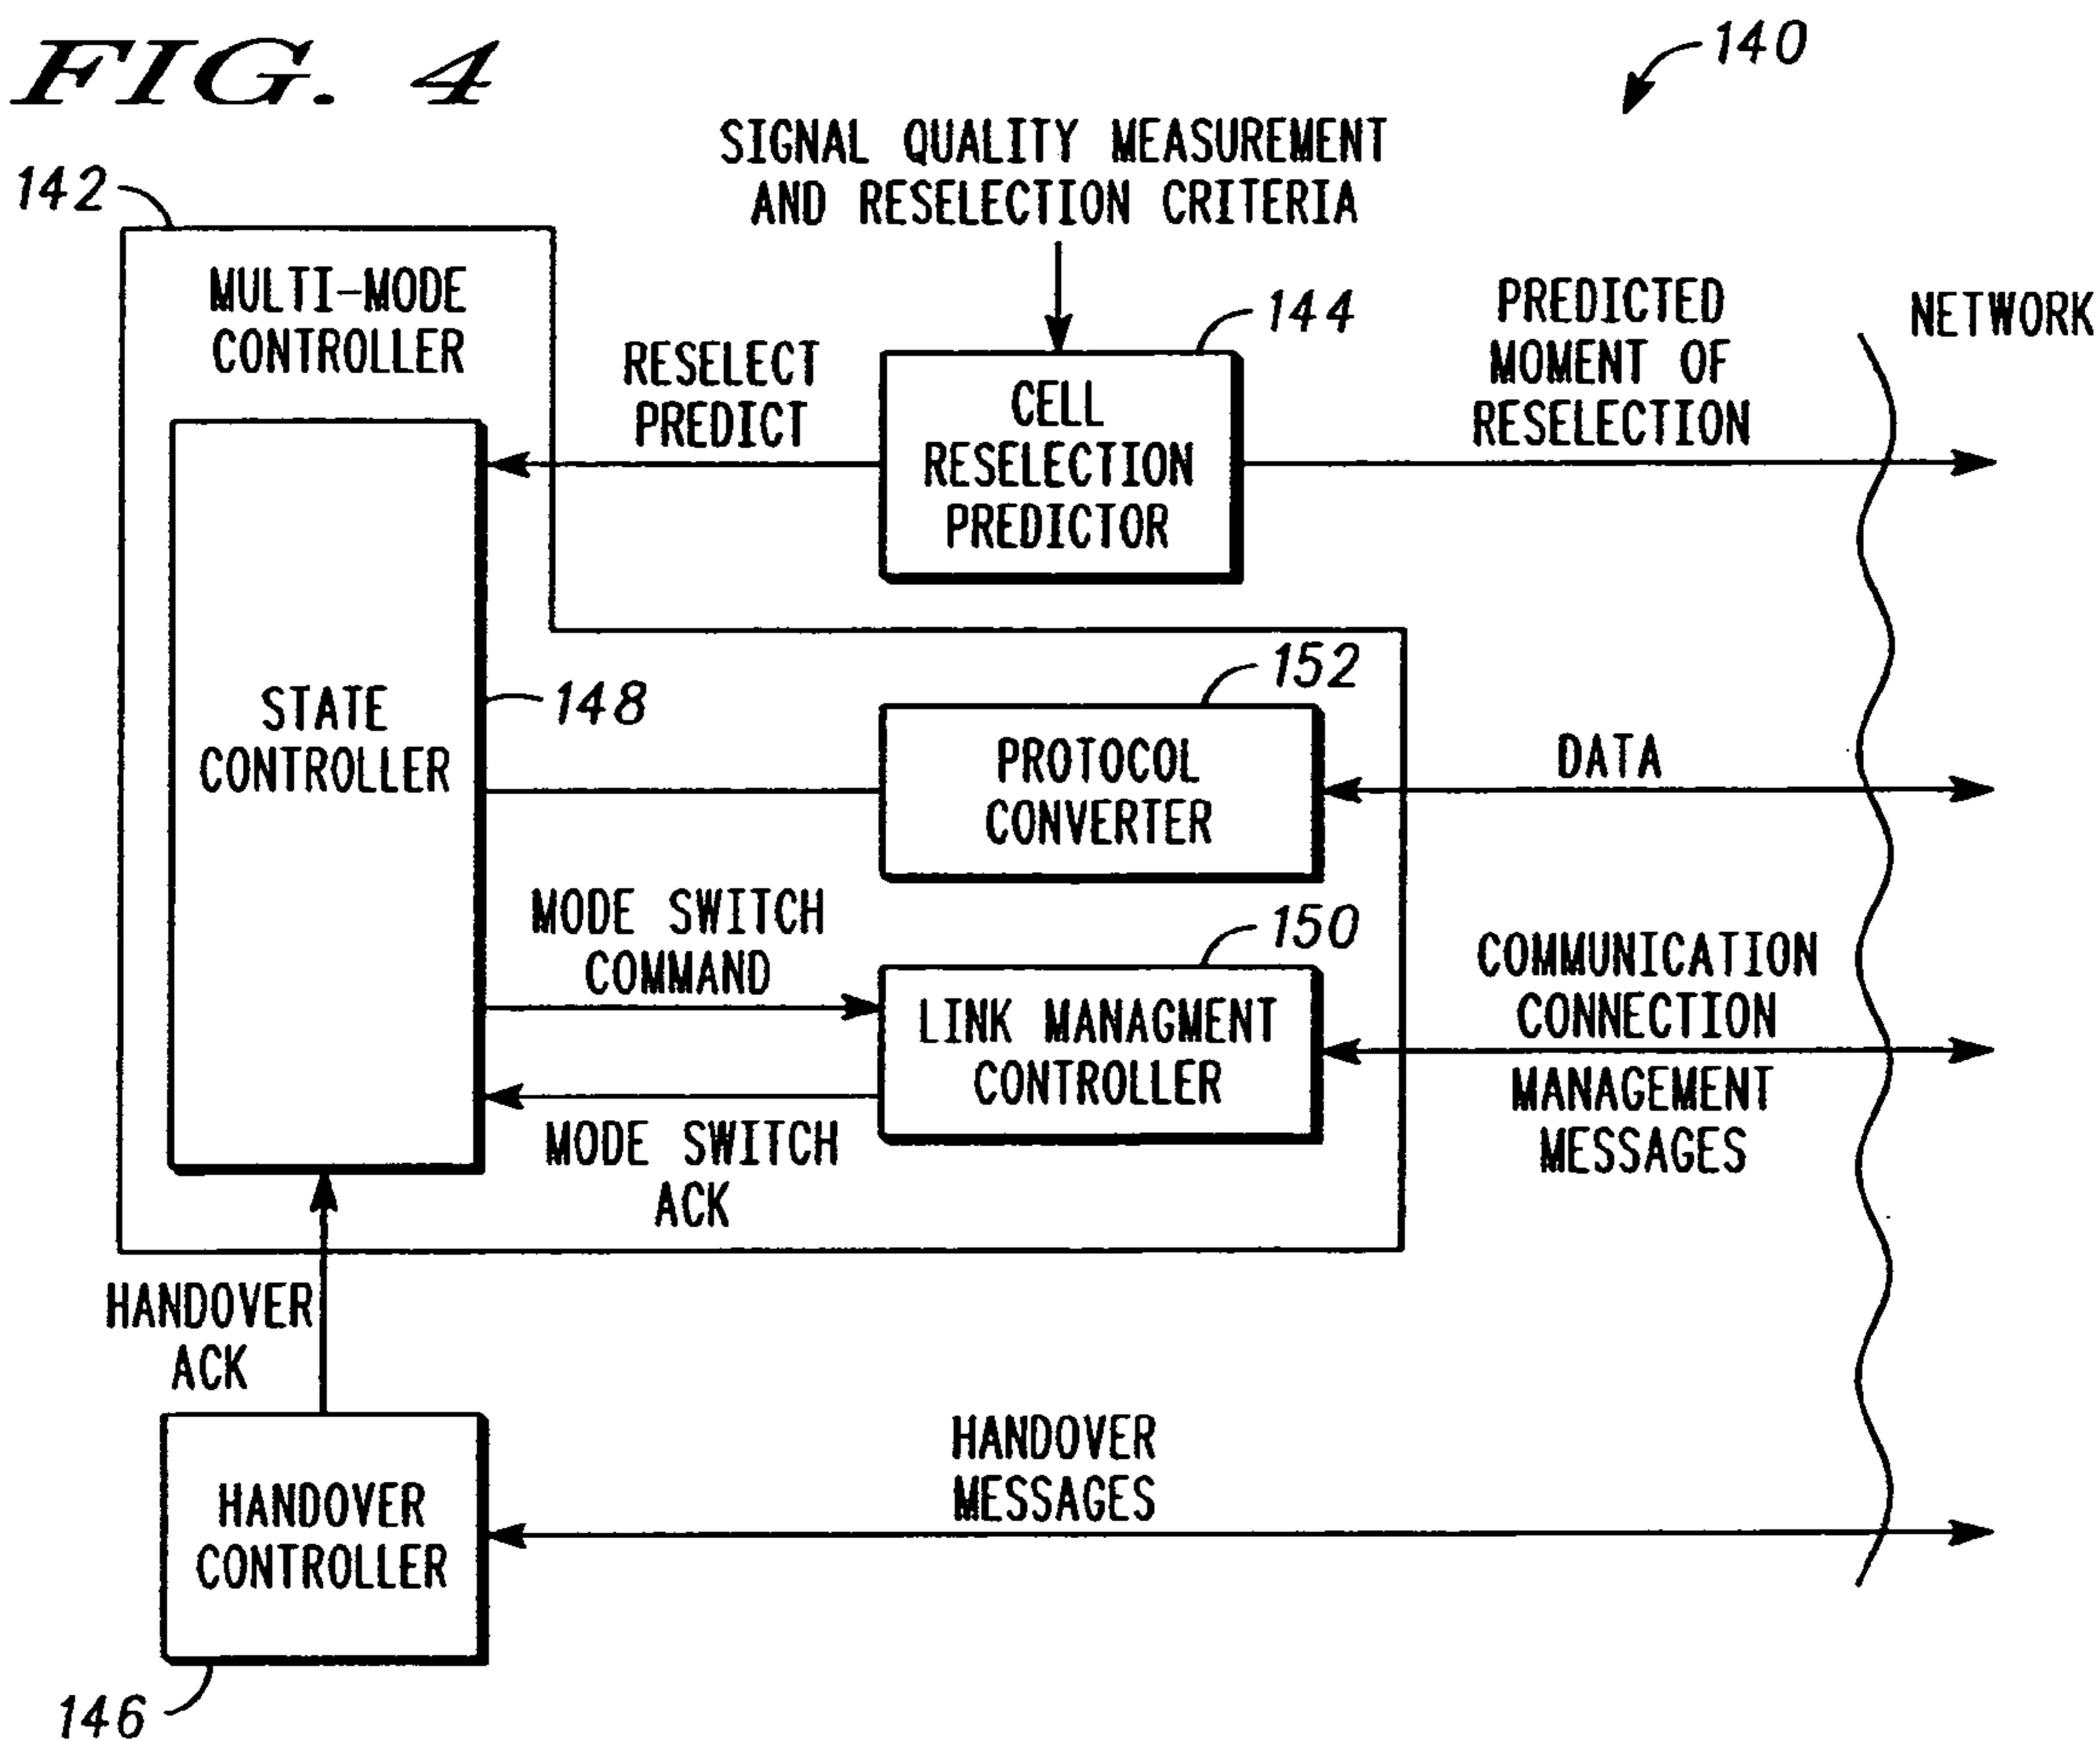 FIG. 4
140
142
SIGNAL QUALITY MEASUREMENT
AND RESELECTION CRITERIA
MULTI-MODE
CONTROLLER
RESELECT
PREDICT
144
CELL
RESELECTION
PREDICTOR
PREDICTED
MOMENT OF
RESELECTION
NETWORK
STATE
CONTROLLER
148
152
PROTOCOL
CONVERTER
DATA
MODE SWITCH
COMMAND
150
LINK MANAGMENT
CONTROLLER
COMMUNICATION
CONNECTION
MANAGEMENT
MESSAGES
MODE SWITCH
ACK
HANDOVER
ACK
HANDOVER
CONTROLLER
HANDOVER
MESSAGES
146